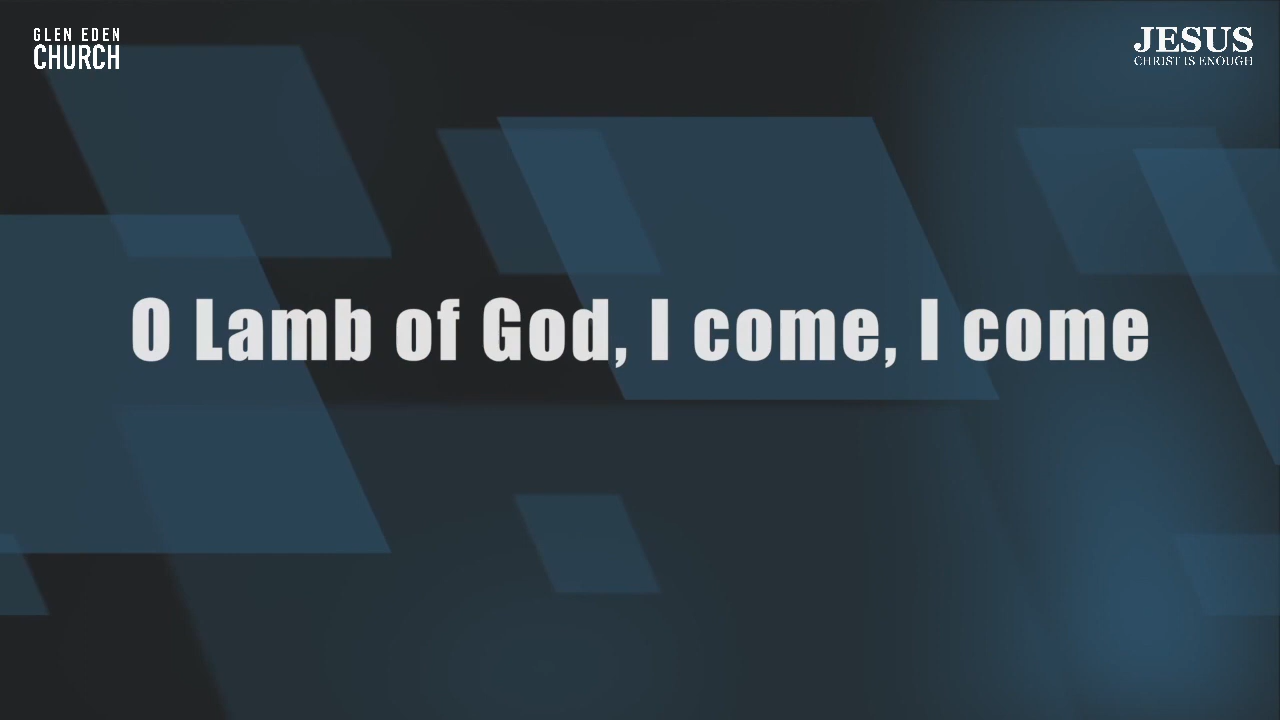 GLEN EDEN
CHURCH
JESUS
CHRIST IS ENOUGH
O Lamb of God, I come, I come